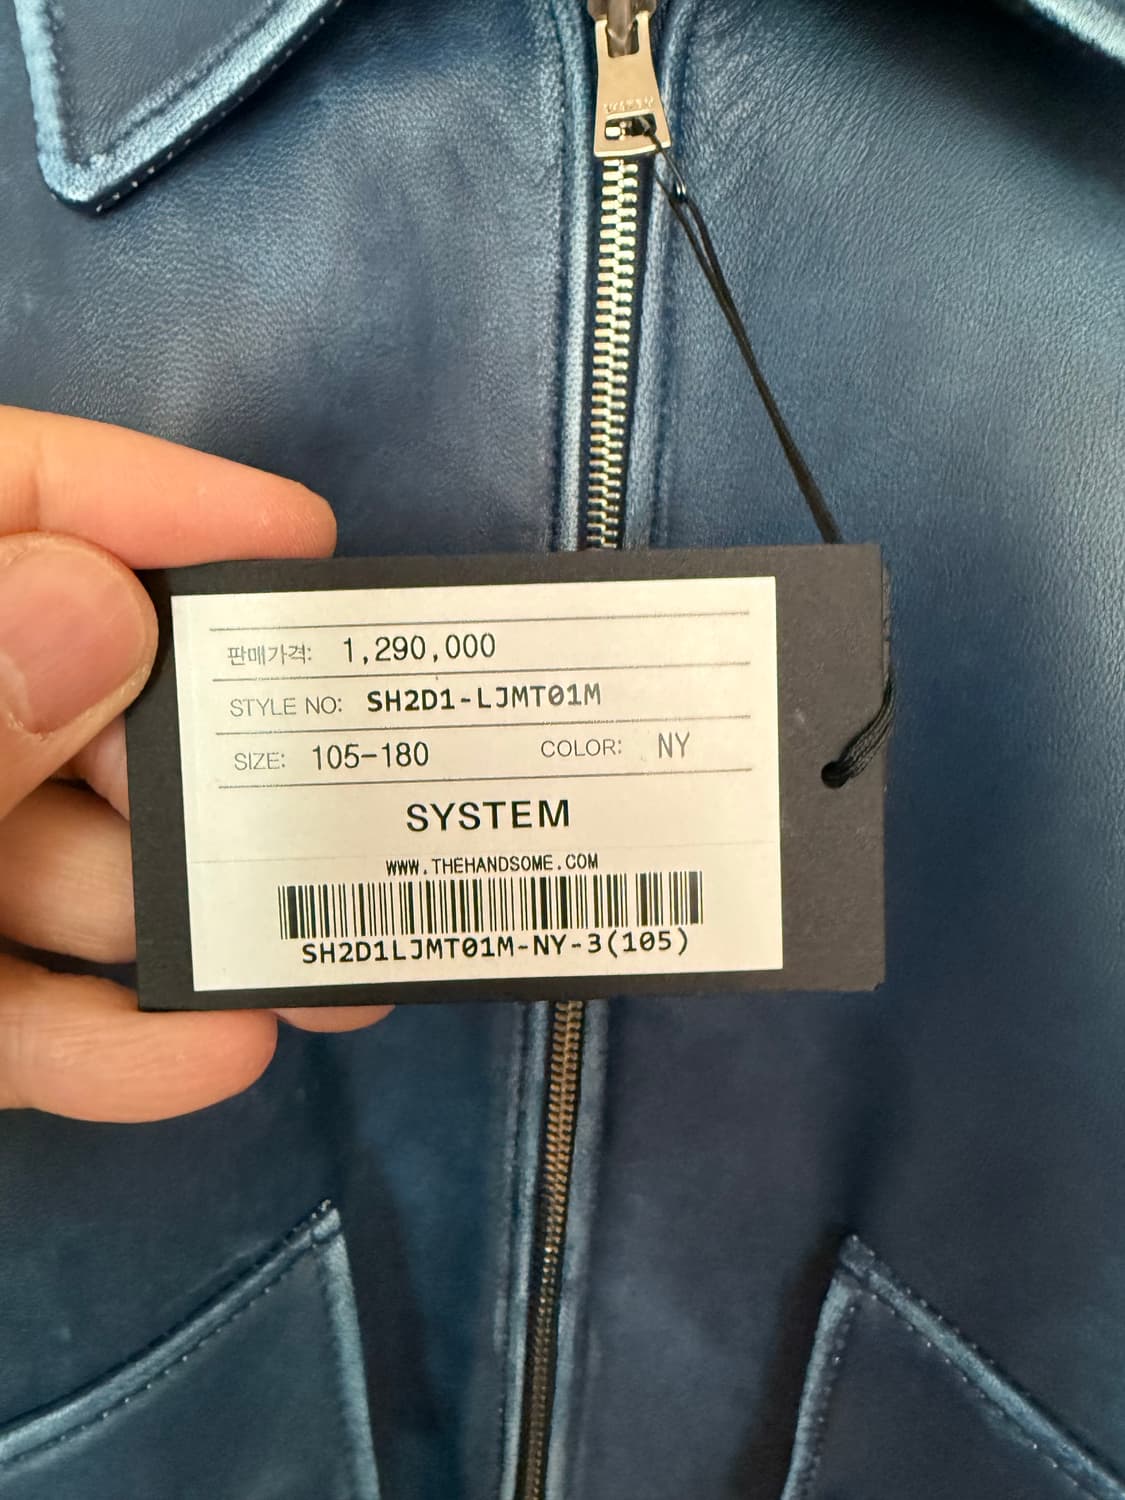 판매가격: 1,290,000
STYLE NO: SH2D1-LJMT01M
SIZE: 105-180 COLOR: NY
SYSTEM
WWW.THEHANDSOME.COM
SH2D1LJMT01M-NY-3(105)